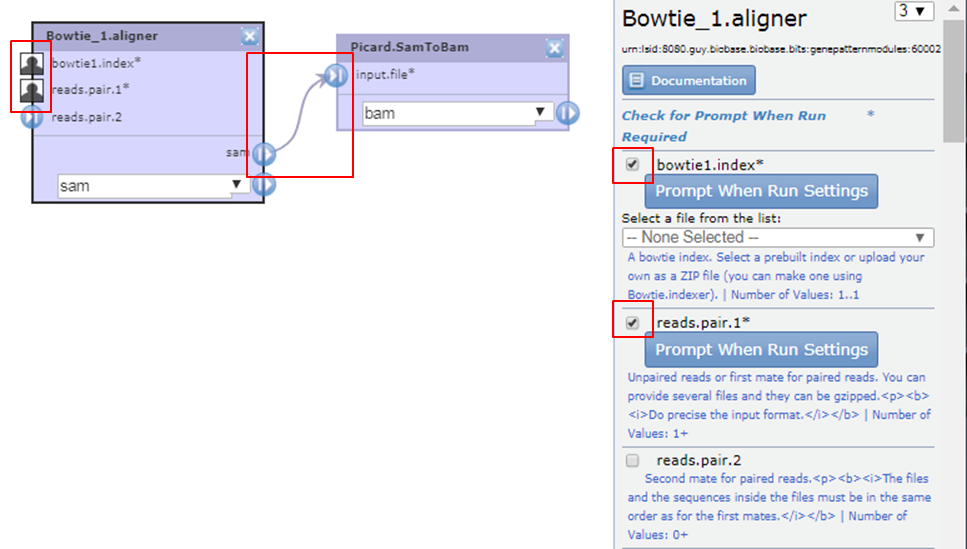 Bowtie_1.aligner
bowtie1.index*
reads.pair.1*
reads.pair.2
sam
sam
Picard.SamToBam
input.file*
bam
Bowtie_1.aligner
3
urn:lsid:8080.guy.biobase.biobase.bits:genepatternmodules:60002
Documentation
Check for Prompt When Run *
Required
bowtie1.index*
Prompt When Run Settings
Select a file from the list:
-- None Selected --
A bowtie index. Select a prebuilt index or upload your
own as a ZIP file (you can make one using
Bowtie.indexer). | Number of Values: 1..1
reads.pair.1*
Prompt When Run Settings
Unpaired reads or first mate for paired reads. You can
provide several files and they can be gzipped.<p><b>
<i>Do precise the input format.</i></b> | Number of
Values: 1+
reads.pair.2
Second mate for paired reads.<p><b><i>The files
and the sequences inside the files must be in the same
order as for the first mates.</i></b> | Number of
Values: 0+